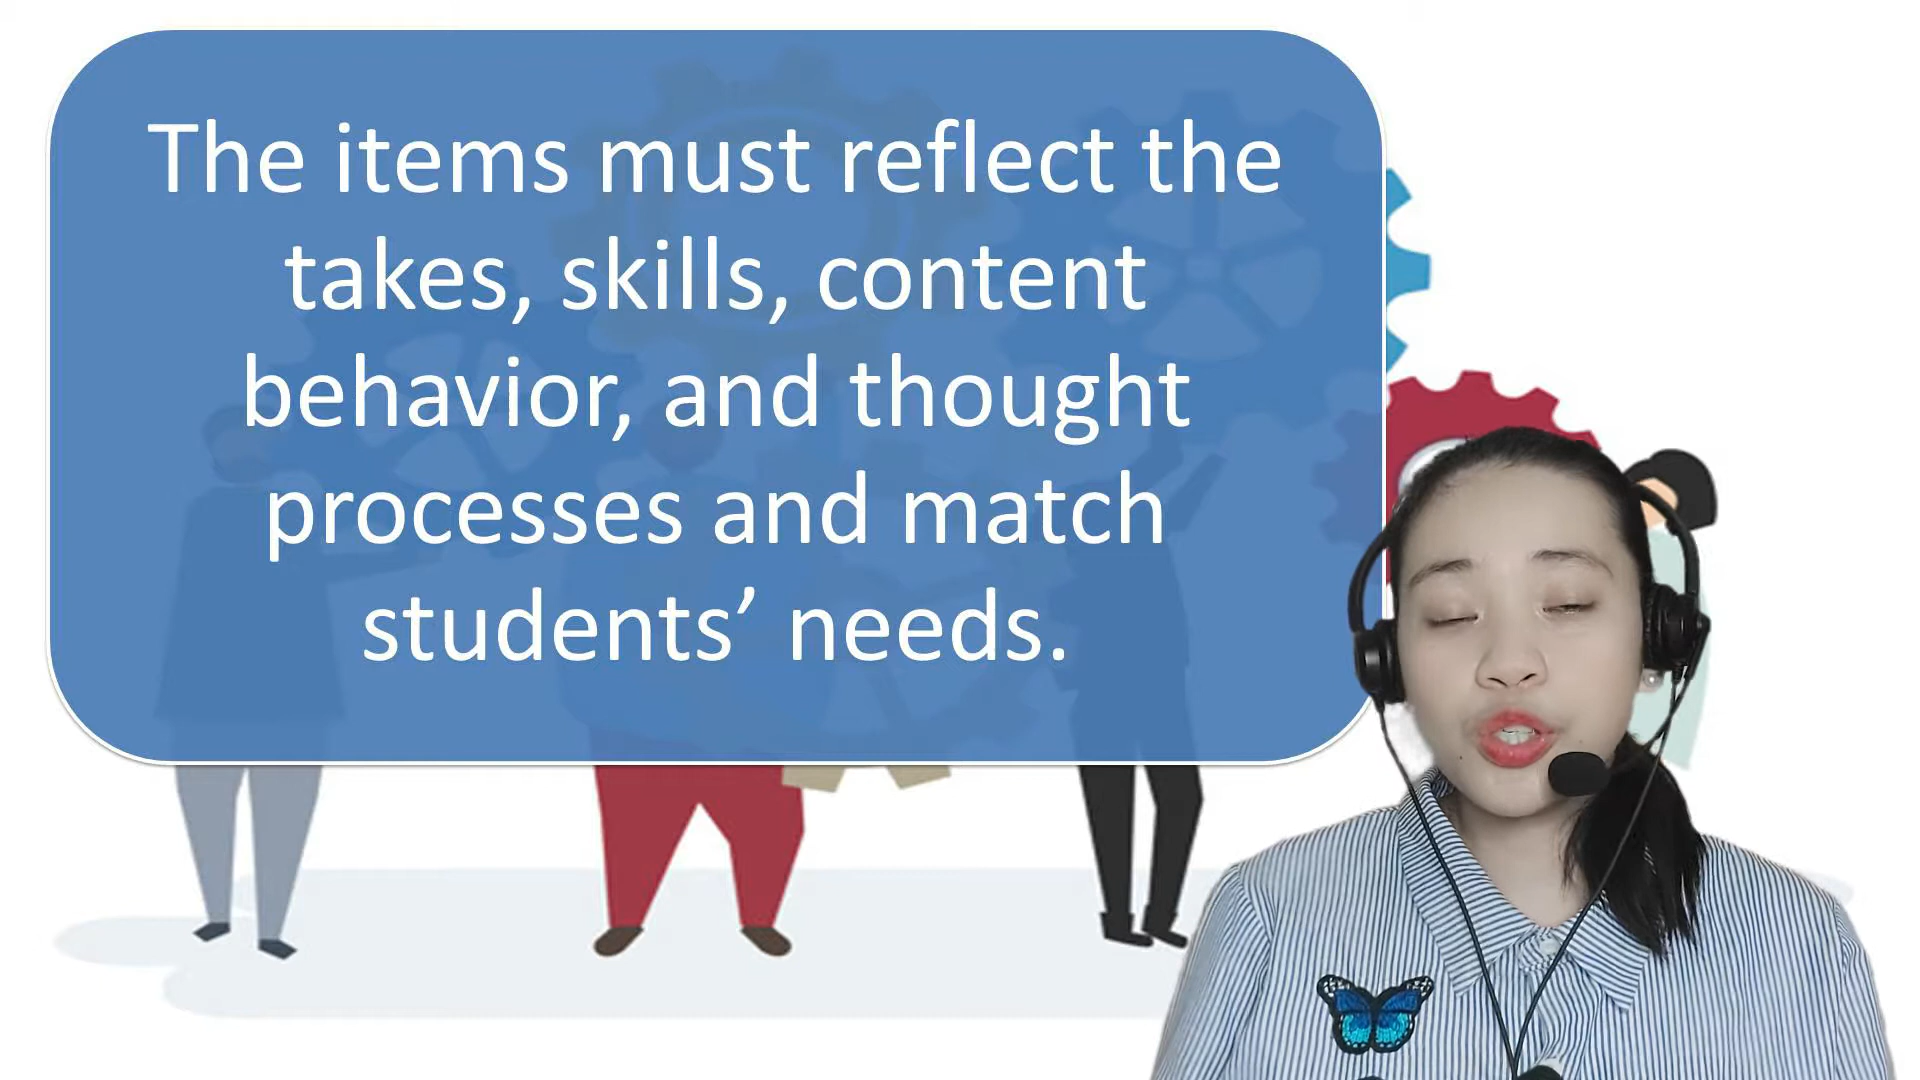 The items must reflect the
takes, skills, content
behavior, and thought
processes and match
students’ needs.